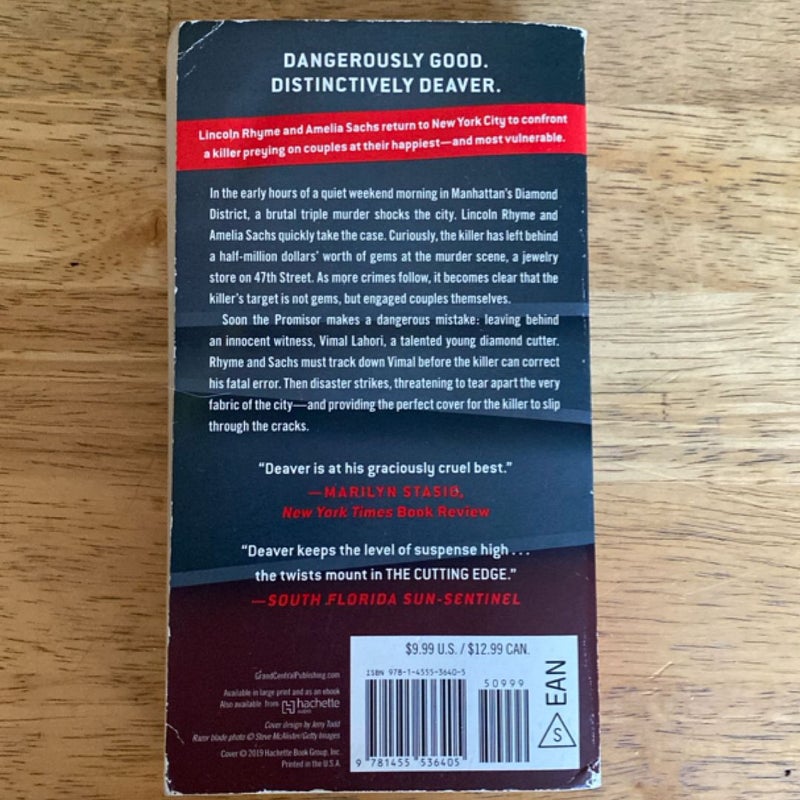 DANGEROUSLY GOOD.
DISTINCTIVELY DEAVER.
Lincoln Rhyme and Amelia Sachs return to New York City to confront
a killer preying on couples at their happiest—and most vulnerable.
In the early hours of a quiet weekend morning in Manhattan's Diamond
District, a brutal triple murder shocks the city. Lincoln Rhyme and
Amelia Sachs quickly take the case. Curiously, the killer has left behind
a half-million dollars' worth of gems at the murder scene, a jewelry
store on 47th Street. As more crimes follow, it becomes clear that the
killer's target is not gems, but engaged couples themselves.
Soon the Promisor makes a dangerous mistake: leaving behind
an innocent witness, Vimal Lahori, a talented young diamond cutter.
Rhyme and Sachs must track down Vimal before the killer can correct
his fatal error. Then disaster strikes, threatening to tear apart the very
fabric of the city—and providing the perfect cover for the killer to slip
through the cracks.
"Deaver is at his graciously cruel best."
—MARILYN STASIO,
New York Times Book Review
"Deaver keeps the level of suspense high . . .
the twists mount in THE CUTTING EDGE."
—SOUTH FLORIDA SUN-SENTINEL
$9.99 U.S. / $12.99 CAN.
ISBN 978-1-4555-3640-5
50999
9 781455 536405
S EAN
GrandCentralPublishing.com
Available in large print and as an ebook
Also available from hachette AUDIO
Cover design by Jerry Todd
Razor blade photo © Steve McAlister/Getty Images
Cover © 2019 Hachette Book Group, Inc.
Printed in the U.S.A.